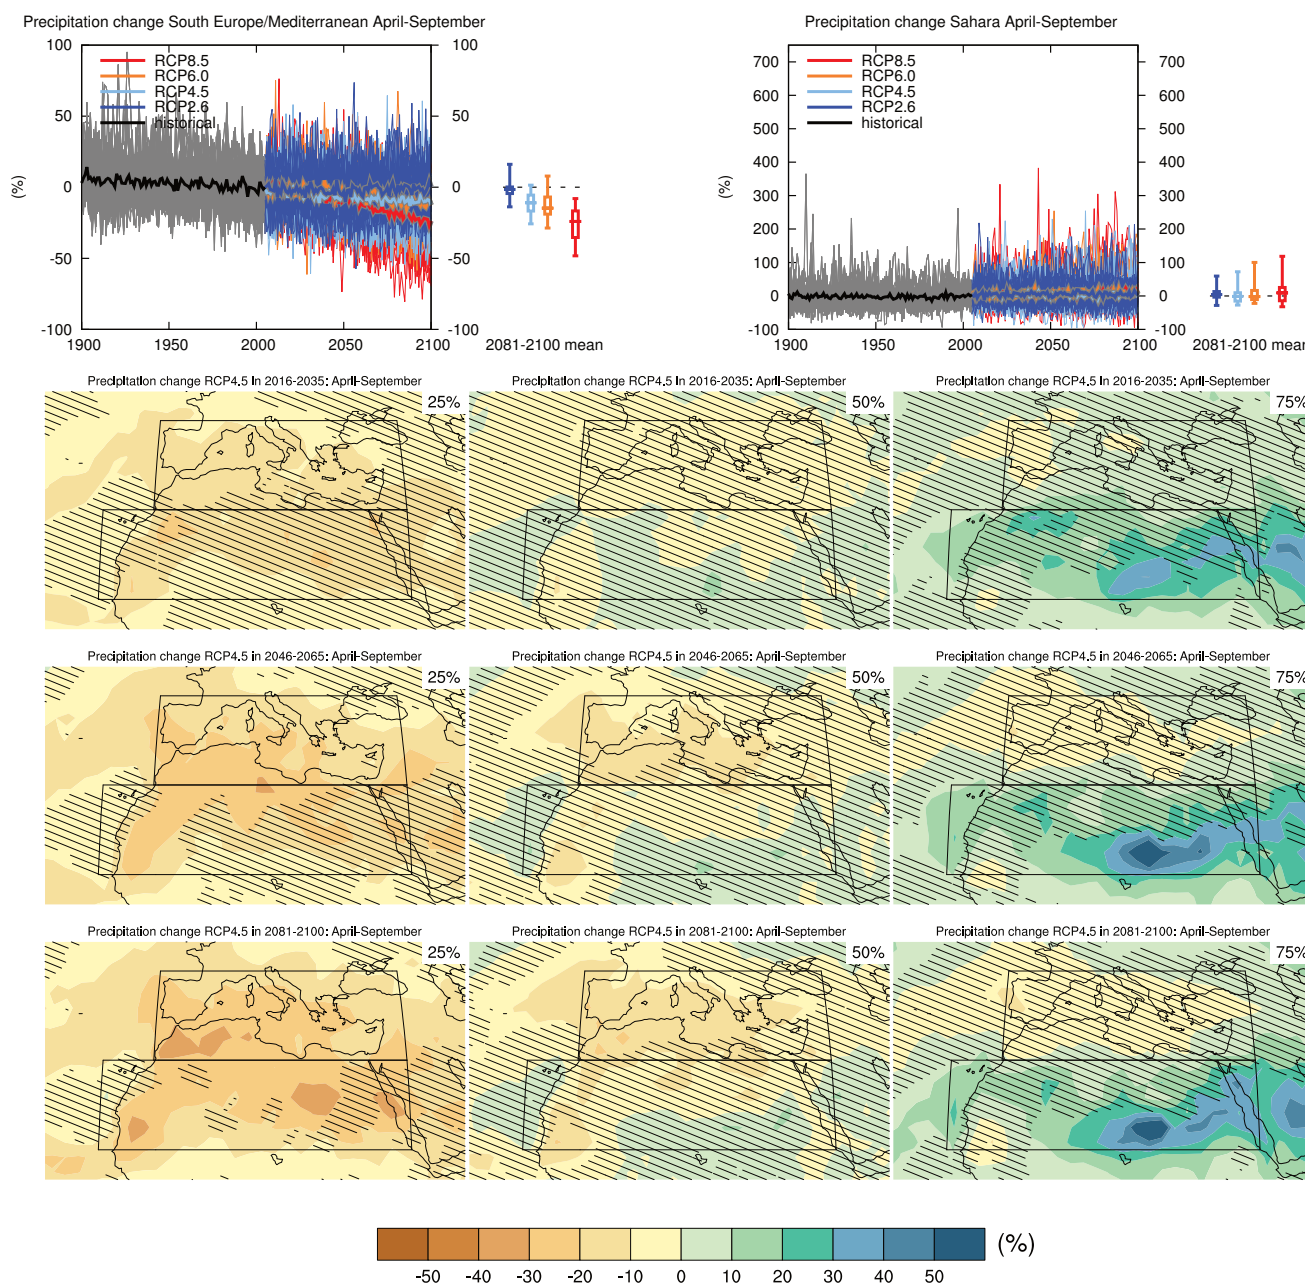 Precipitation change South Europe/Mediterranean April-September
100
50
0
-50
-100
(%)
RCP8.5
RCP6.0
RCP4.5
RCP2.6
historical
1900 1950 2000 2050 2100
100
50
0
-50
-100
2081-2100 mean
Precipitation change Sahara April-September
700
600
500
400
300
200
100
0
-100
(%)
RCP8.5
RCP6.0
RCP4.5
RCP2.6
historical
1900 1950 2000 2050 2100
700
600
500
400
300
200
100
0
-100
2081-2100 mean
Precipitation change RCP4.5 in 2016-2035: April-September
25%
Precipitation change RCP4.5 in 2016-2035: April-September
50%
Precipitation change RCP4.5 in 2016-2035: April-September
75%
Precipitation change RCP4.5 in 2046-2065: April-September
25%
Precipitation change RCP4.5 in 2046-2065: April-September
50%
Precipitation change RCP4.5 in 2046-2065: April-September
75%
Precipitation change RCP4.5 in 2081-2100: April-September
25%
Precipitation change RCP4.5 in 2081-2100: April-September
50%
Precipitation change RCP4.5 in 2081-2100: April-September
75%
(%)
-50 -40 -30 -20 -10 0 10 20 30 40 50